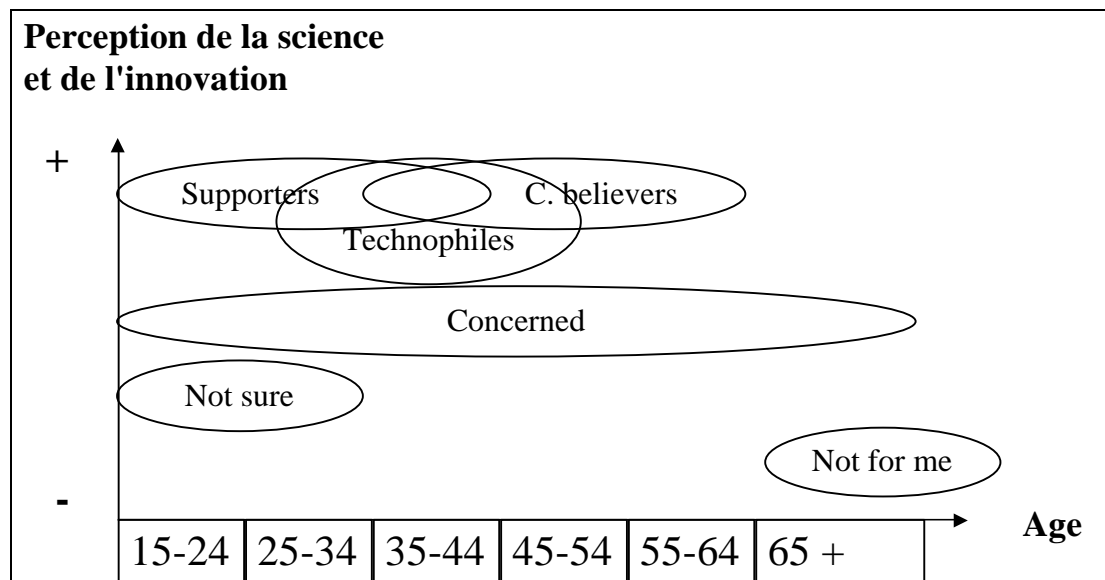 Perception de la science
et de l'innovation
+
Supporters
C. believers
Technophiles
Concerned
Not sure
Not for me
-
Age
15-24 25-34 35-44 45-54 55-64 65 +